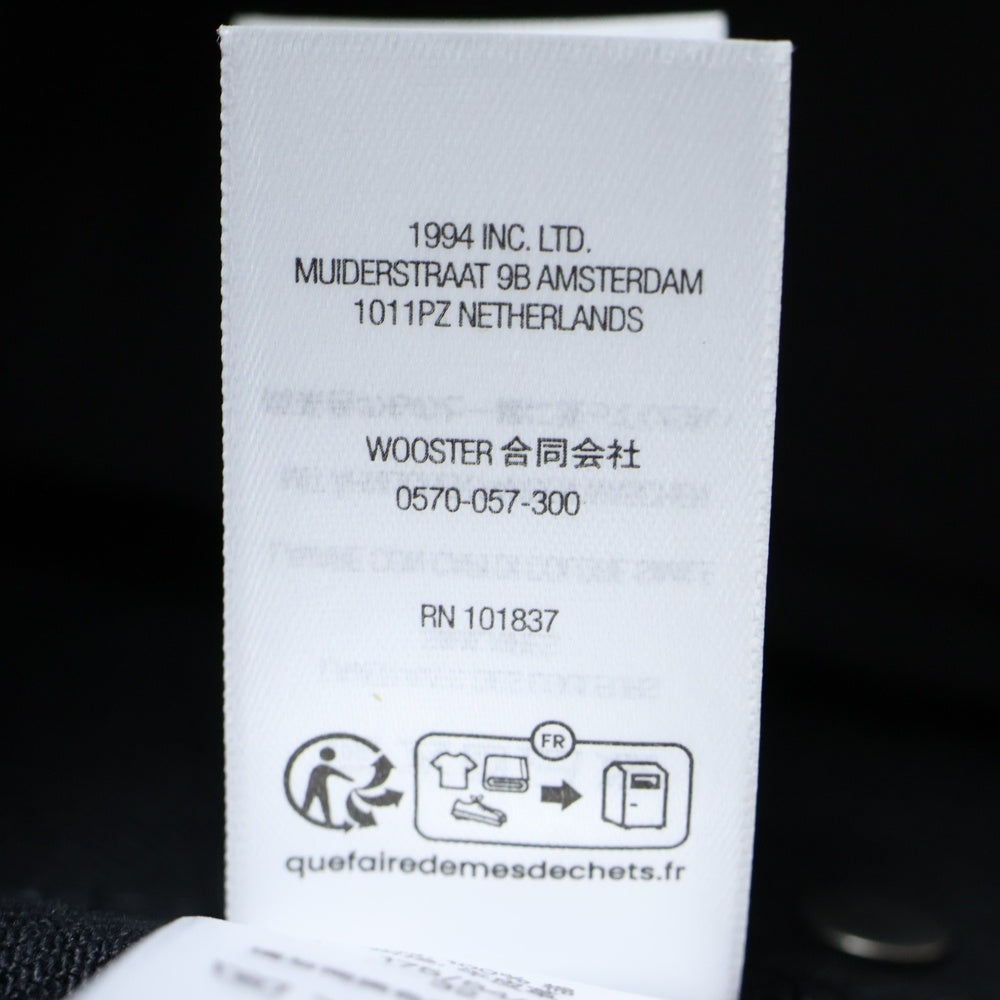 1994 INC. LTD.
MUIDERSTRAAT 9B AMSTERDAM
1011PZ NETHERLANDS
WOOSTER 合同会社
0570-057-300
RN 101837
FR
quefairedemesdechets.fr